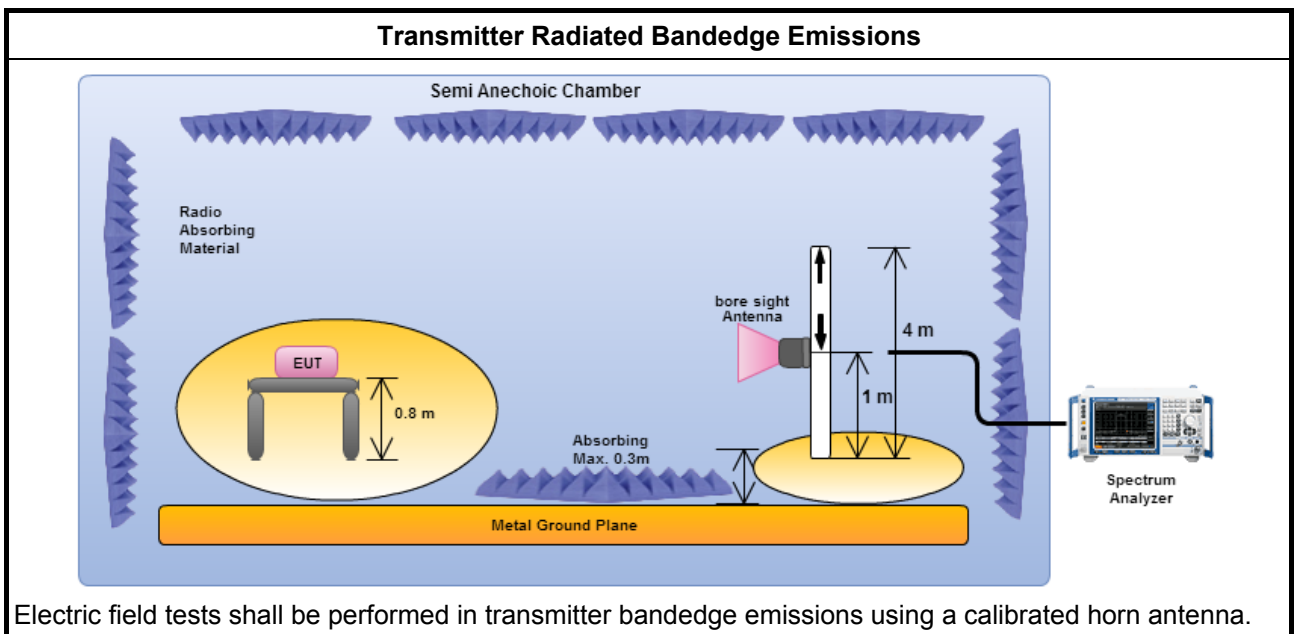 Transmitter Radiated Bandedge Emissions
Semi Anechoic Chamber
Radio
Absorbing
Material
bore sight
Antenna
4 m
EUT
1 m
0.8 m
Absorbing
Max. 0.3m
Spectrum
Analyzer
Metal Ground Plane
Electric field tests shall be performed in transmitter bandedge emissions using a calibrated horn antenna.